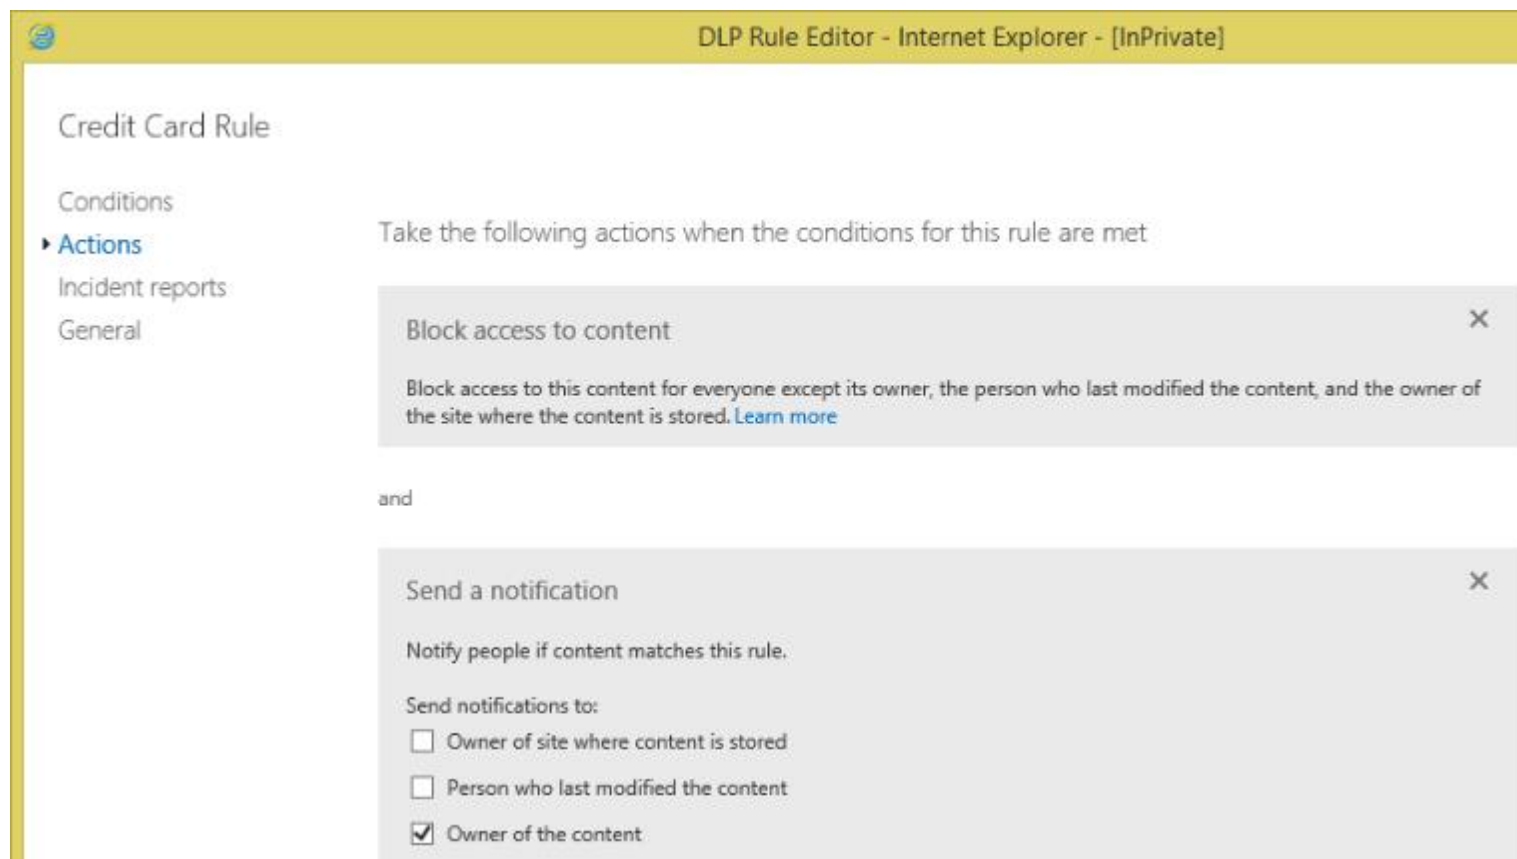 DLP Rule Editor - Internet Explorer - [InPrivate]
Credit Card Rule
Conditions
Actions
Incident reports
General
Take the following actions when the conditions for this rule are met
Block access to content
Block access to this content for everyone except its owner, the person who last modified the content, and the owner of
the site where the content is stored. Learn more
and
Send a notification
Notify people if content matches this rule.
Send notifications to:
Owner of site where content is stored
Person who last modified the content
Owner of the content